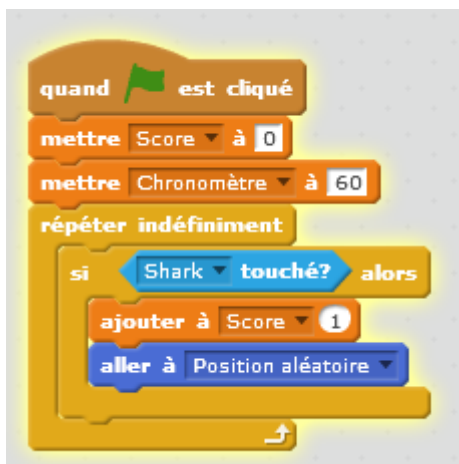 quand est cliqué
mettre Score à 0
mettre Chronomètre à 60
répéter indéfiniment
si Shark touché? alors
ajouter à Score 1
aller à Position aléatoire